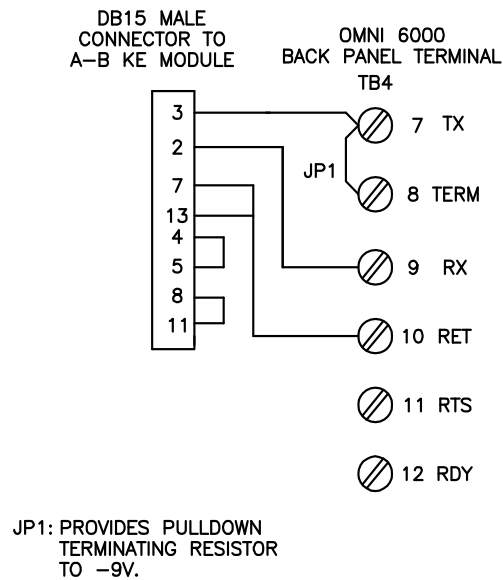 DB15 MALE
CONNECTOR TO
A–B KE MODULE
OMNI 6000
BACK PANEL TERMINAL
TB4
3
7 TX
2
JP1
7
8 TERM
13
4
5
9 RX
8
11
10 RET
11 RTS
12 RDY
JP1: PROVIDES PULLDOWN
TERMINATING RESISTOR
TO –9V.